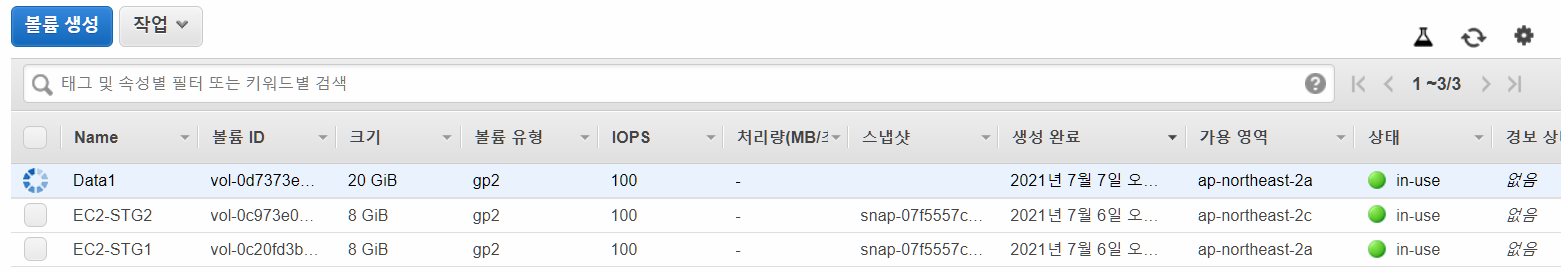 볼륨 생성 작업
태그 및 속성별 필터 또는 키워드별 검색 ? 1 ~3/3
Name 볼륨 ID 크기 볼륨 유형 IOPS 처리량(MB/초 스냅샷 생성 완료 가용 영역 상태 경보 상태
Data1 vol-0d7373e... 20 GiB gp2 100 - 2021년 7월 7일 오... ap-northeast-2a in-use 없음
EC2-STG2 vol-0c973e0... 8 GiB gp2 100 - snap-07f5557c... 2021년 7월 6일 오... ap-northeast-2c in-use 없음
EC2-STG1 vol-0c20fd3b... 8 GiB gp2 100 - snap-07f5557c... 2021년 7월 6일 오... ap-northeast-2a in-use 없음